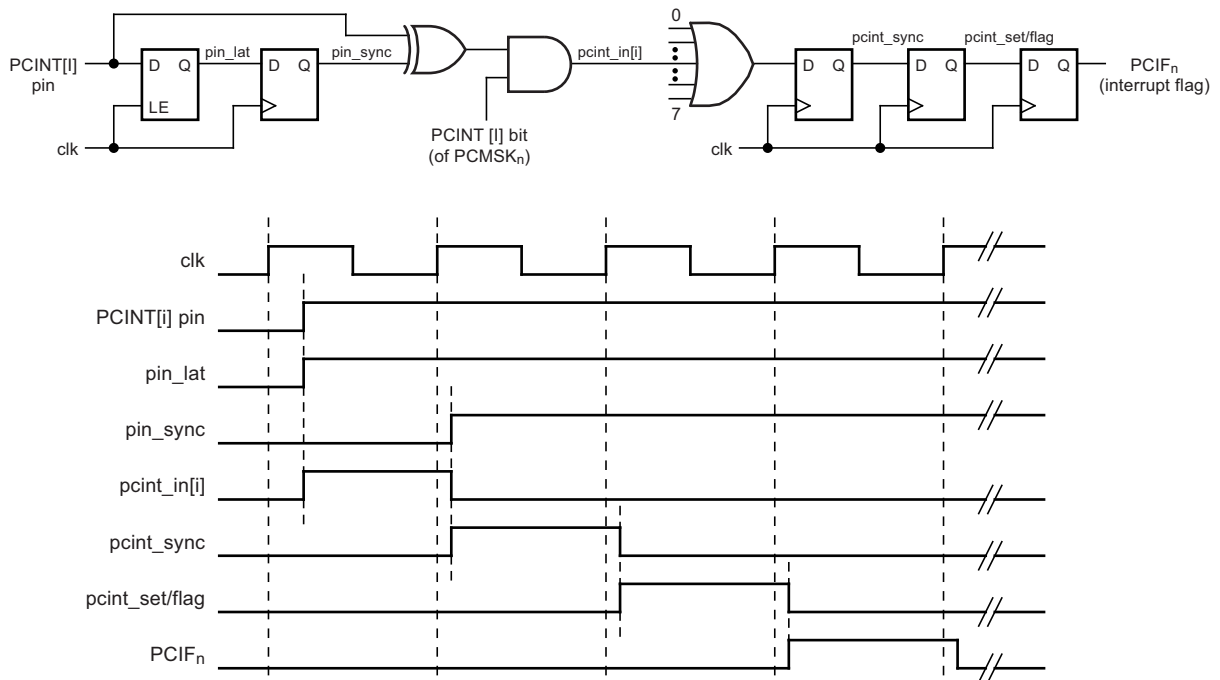 PCINT[I]
pin
D Q
LE
pin_lat
D Q
pin_sync
clk
PCINT [I] bit
(of PCMSKn)
pcint_in[i]
0
7
D Q
pcint_sync
D Q
pcint_set/flag
D Q
PCIFn
(interrupt flag)
clk
clk
PCINT[i] pin
pin_lat
pin_sync
pcint_in[i]
pcint_sync
pcint_set/flag
PCIFn